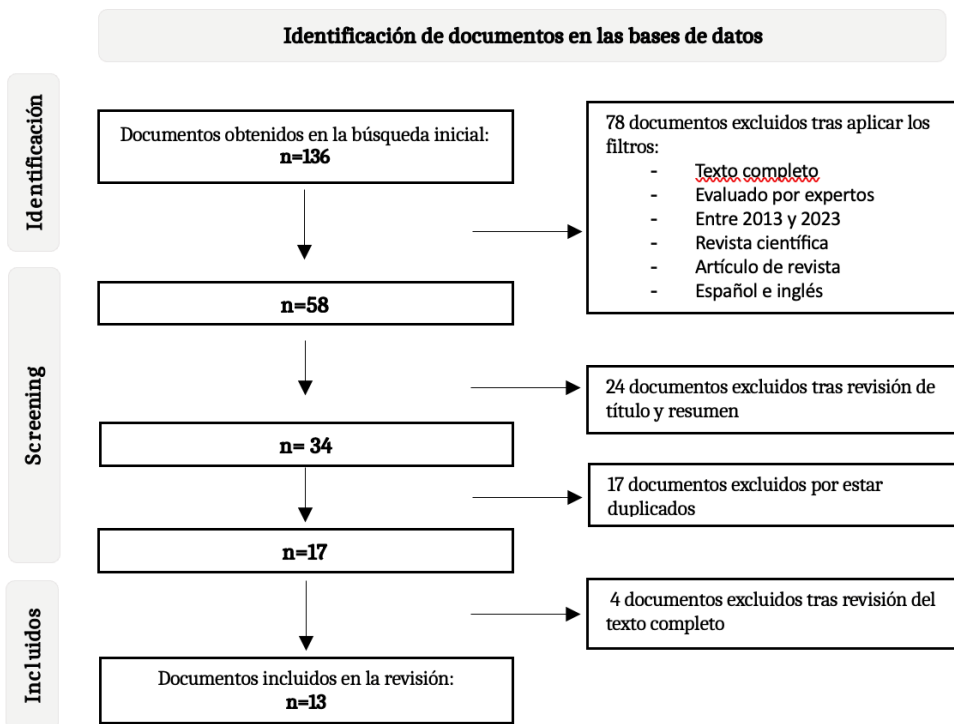 Identificación de documentos en las bases de datos
Identificación
Documentos obtenidos en la búsqueda inicial:
n=136
78 documentos excluidos tras aplicar los
filtros:
- Texto completo
- Evaluado por expertos
- Entre 2013 y 2023
- Revista científica
- Artículo de revista
- Español e inglés
Screening
n=58
24 documentos excluidos tras revisión de
título y resumen
n= 34
17 documentos excluidos por estar
duplicados
n=17
Incluidos
4 documentos excluidos tras revisión del
texto completo
Documentos incluidos en la revisión:
n=13